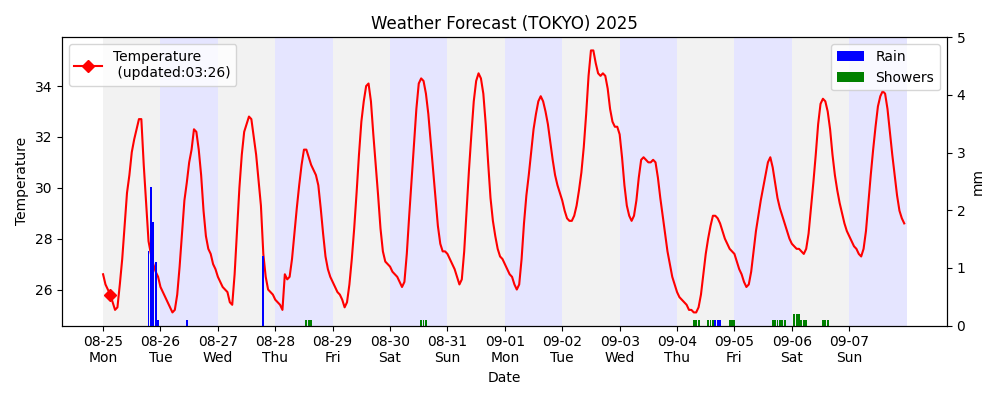 Weather Forecast (TOKYO) 2025
Temperature
(updated:03:26)
Rain
Showers
Temperature
34
32
30
28
26
5
4
3
2
1
0
mm
08-25 08-26 08-27 08-28 08-29 08-30 08-31 09-01 09-02 09-03 09-04 09-05 09-06 09-07
Mon Tue Wed Thu Fri Sat Sun Mon Tue Wed Thu Fri Sat Sun
Date